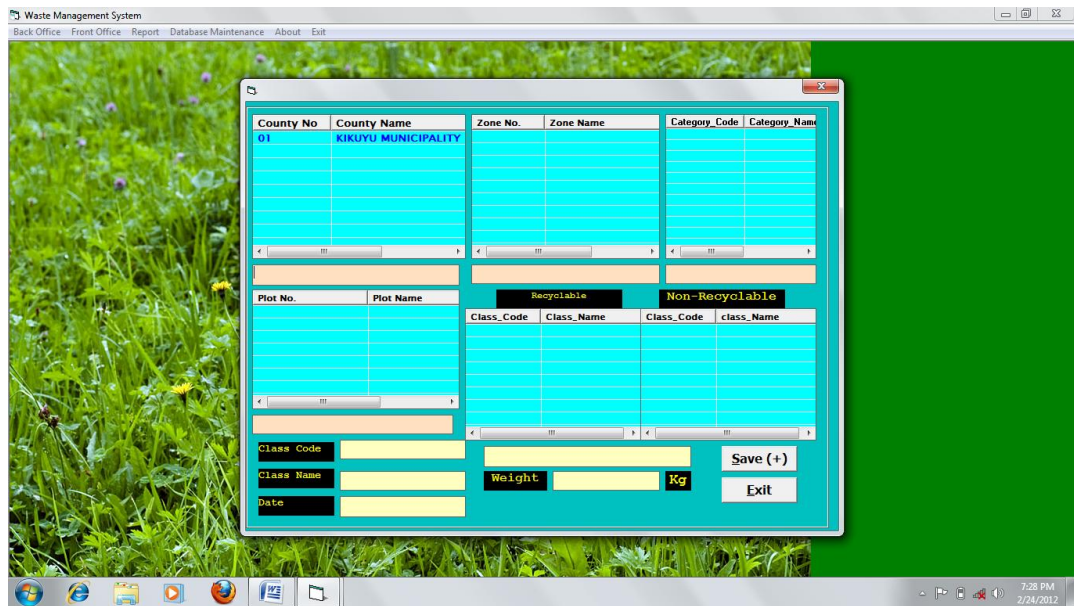 Waste Management System
Back Office Front Office Report Database Maintenance About Exit
County No County Name
01 KIKUYU MUNICIPALITY
Zone No. Zone Name
Category_Code Category_Name
Plot No. Plot Name
Recyclable
Non-Recyclable
Class_Code Class_Name
Class_Code class_Name
Class Code
Class Name
Date
Weight
Kg
Save (+)
Exit
7:28 PM
2/24/2012